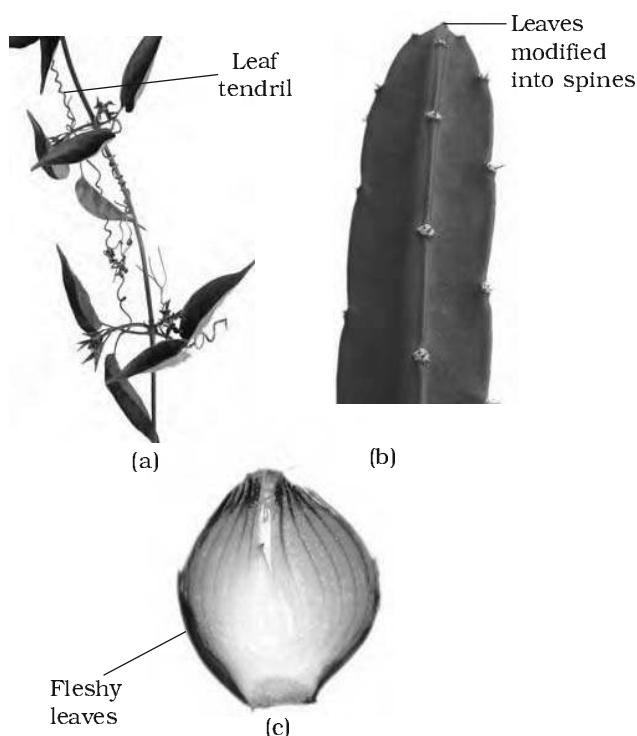 Leaf
tendril
Leaves
modified
into spines
(a)
(b)
Fleshy
leaves
(c)